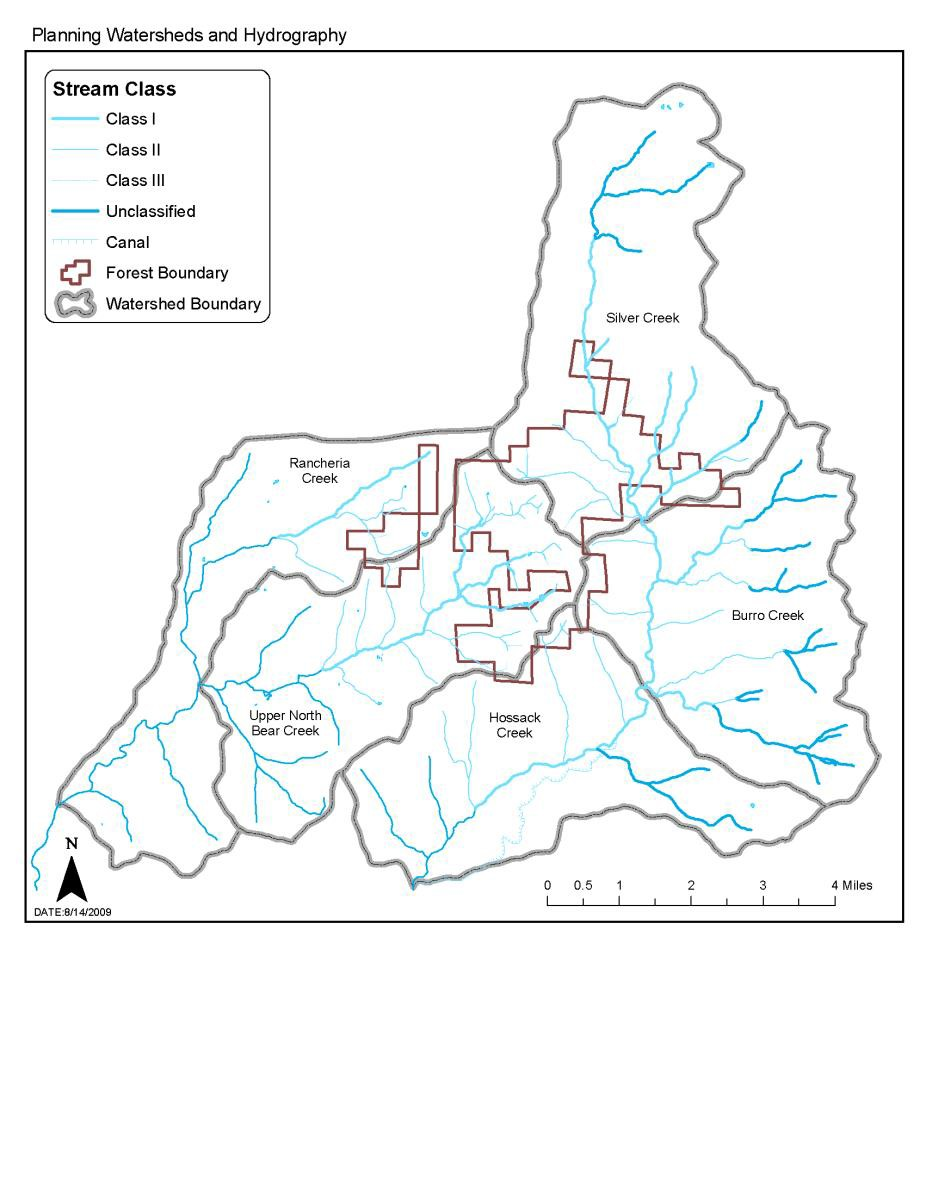 Planning Watersheds and Hydrography
Stream Class
Class I
Class II
Class III
Unclassified
Canal
Forest Boundary
Watershed Boundary
Silver Creek
Rancheria
Creek
Burro Creek
Upper North
Bear Creek
Hossack
Creek
N
0 0.5 1 2 3 4 Miles
DATE:8/14/2009